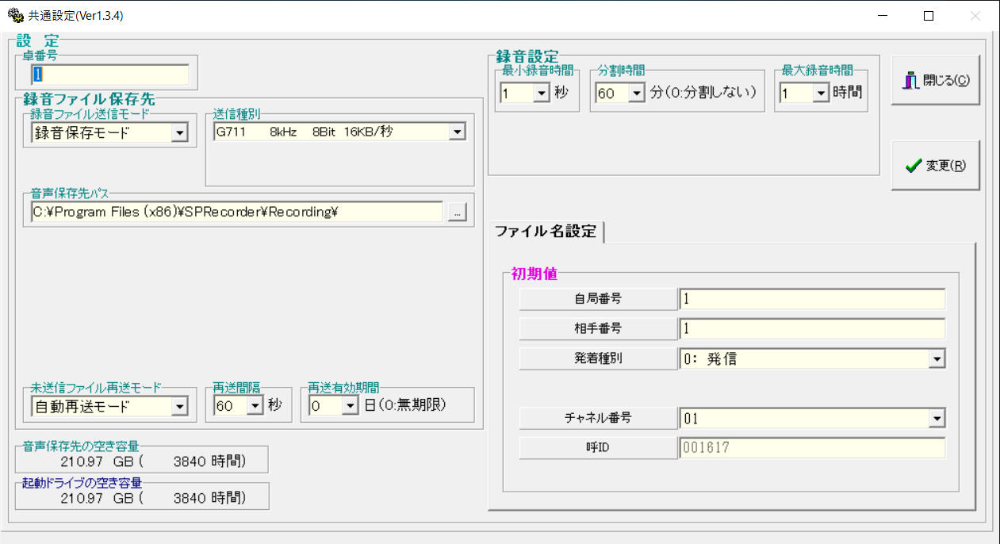 共通設定(Ver1.3.4)
設 定
卓番号
1
録音ファイル保存先
録音ファイル送信モード
録音保存モード
送信種別
G711 8kHz 8Bit 16KB/秒
音声保存先パス
C:¥Program Files (x86)¥SPRecorder¥Recording¥
...
未送信ファイル再送モード
自動再送モード
再送間隔
60 秒
再送有効期間
0 日(0:無期限)
音声保存先の空き容量
210.97 GB ( 3840 時間)
起動ドライブの空き容量
210.97 GB ( 3840 時間)
録音設定
最小録音時間
1 秒
分割時間
60 分(0:分割しない)
最大録音時間
1 時間
閉じる(C)
変更(R)
ファイル名設定
初期値
自局番号 1
相手番号 1
発着種別 0: 発信
チャネル番号 01
呼ID 001617